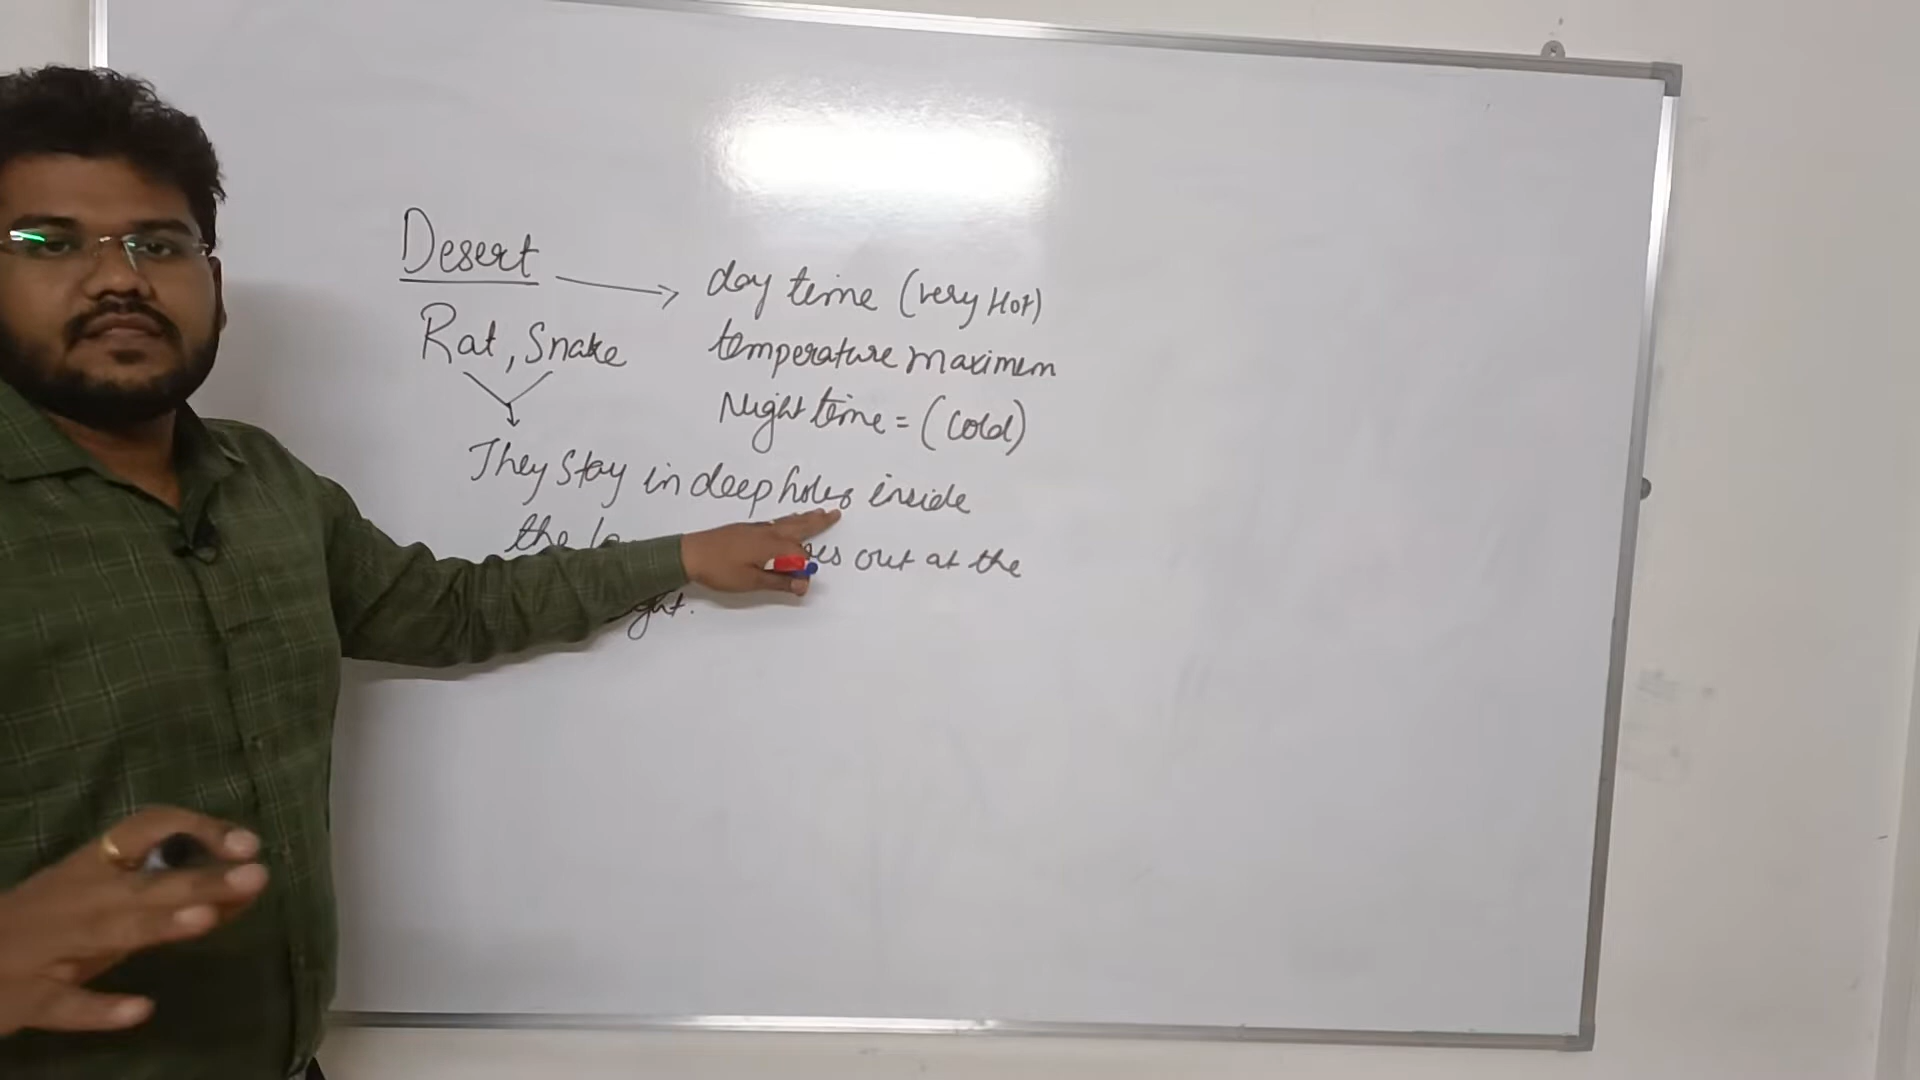 Desert
day time (very Hot)
Rat, Snake
temperature maximum
Night time = (cold)
They stay in deep holes inside
the out at the